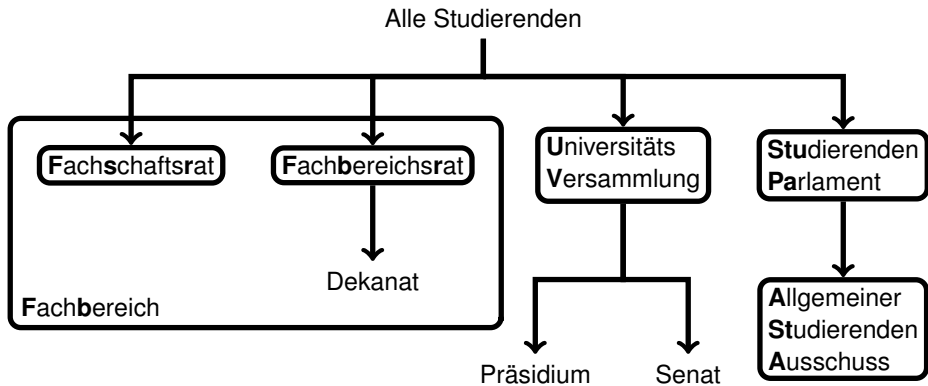 Alle Studierenden
Fachschaftsrat
Fachbereichsrat
Universitäts
Versammlung
Studierenden
Parlament
Dekanat
Fachbereich
Präsidium
Senat
Allgemeiner
Studierenden
Ausschuss